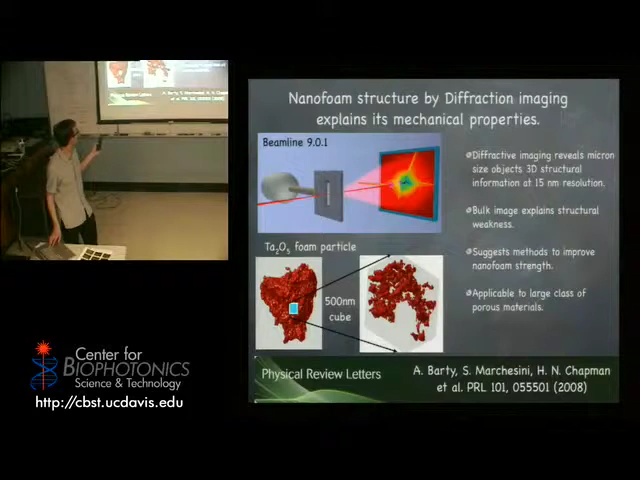 Nanofoam structure by Diffraction imaging
explains its mechanical properties.
Beamline 9.0.1
Diffractive imaging reveals micron
size objects 3D structural
information at 15 nm resolution.
Bulk image explains structural
weakness.
Suggests methods to improve
nanofoam strength.
Applicable to large class of
porous materials.
Ta₂O₅ foam particle
500nm
cube
Physical Review Letters
A. Barty, S. Marchesini, H. N. Chapman
et al. PRL 101, 055501 (2008)
Center for
BIOPHOTONICS
Science & Technology
http://cbst.ucdavis.edu